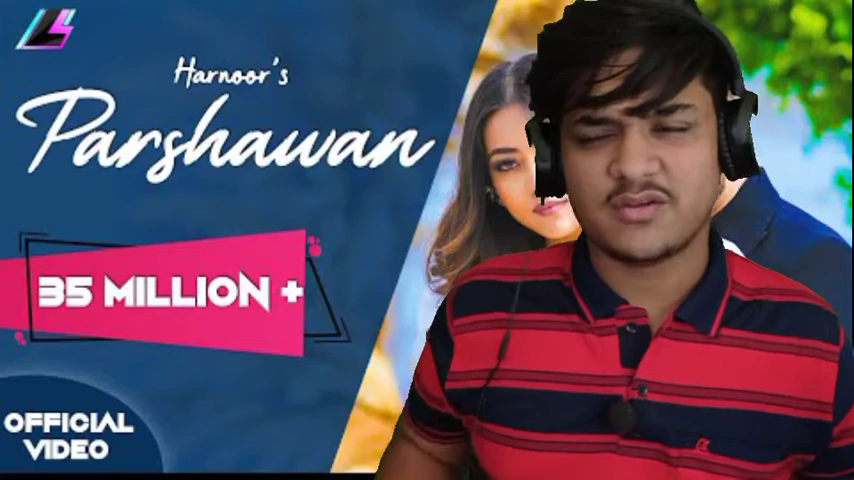 Harnoor's
Parshawan
35 MILLION +
OFFICIAL
VIDEO